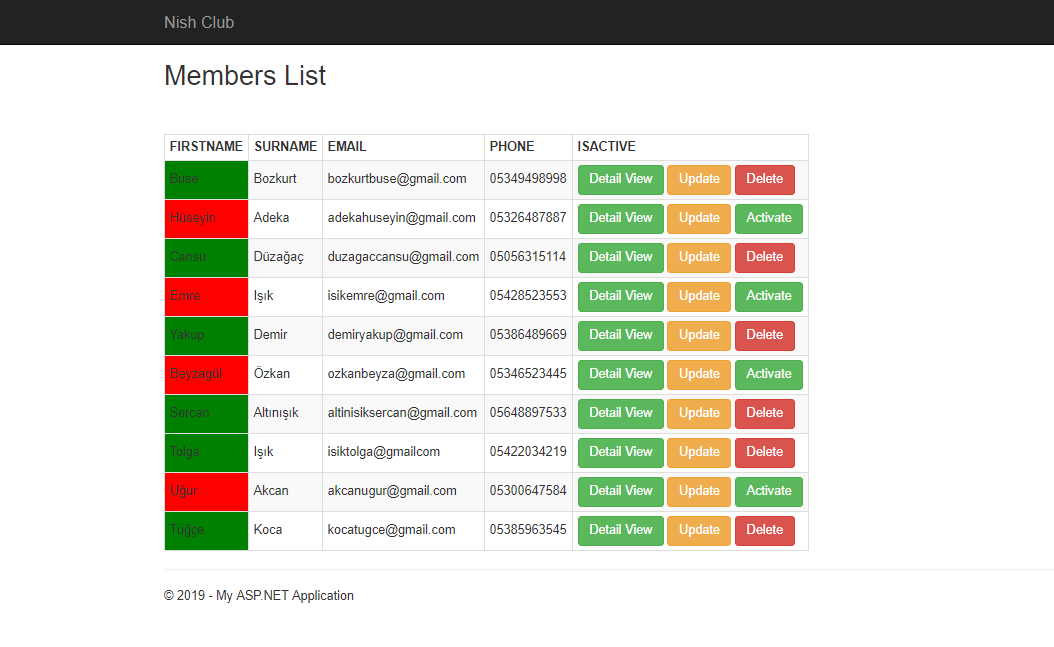 Nish Club
Members List
FIRSTNAME SURNAME EMAIL PHONE ISACTIVE
Buse Bozkurt bozkurtbuse@gmail.com 05349498998 Detail View Update Delete
Hüseyin Adeka adekahuseyin@gmail.com 05326487887 Detail View Update Activate
Cansu Düzağaç duzagaccansu@gmail.com 05056315114 Detail View Update Delete
Emre Işık isikemre@gmail.com 05428523553 Detail View Update Activate
Yakup Demir demiryakup@gmail.com 05386489669 Detail View Update Delete
Beyzagül Özkan ozkanbeyza@gmail.com 05346523445 Detail View Update Activate
Sercan Altınışık altinisiksercan@gmail.com 05648897533 Detail View Update Delete
Tolga Işık isiktolga@gmailcom 05422034219 Detail View Update Delete
Uğur Akcan akcanugur@gmail.com 05300647584 Detail View Update Activate
Tuğçe Koca kocatugce@gmail.com 05385963545 Detail View Update Delete
© 2019 - My ASP.NET Application